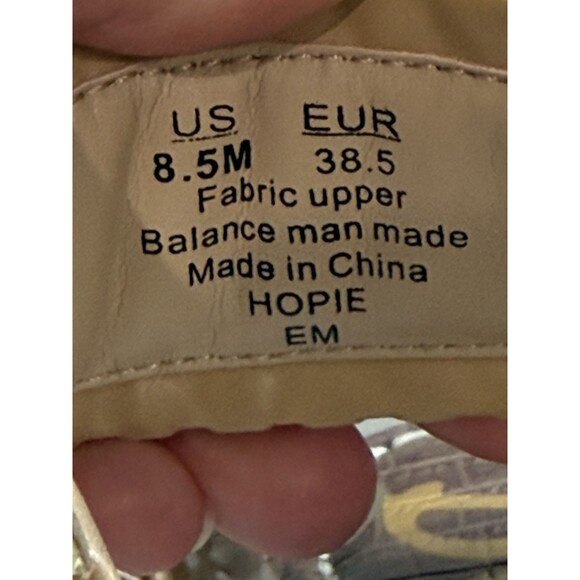 US EUR
8.5M 38.5
Fabric upper
Balance man made
Made in China
HOPIE
EM